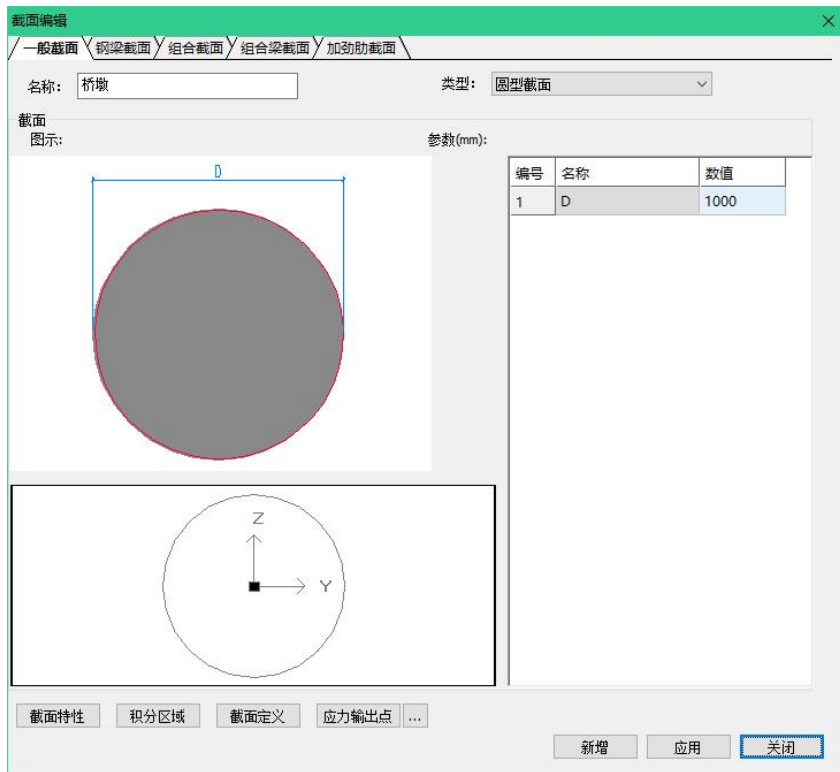 截面编辑
一般截面 钢梁截面 组合截面 组合梁截面 加劲肋截面
名称: 桥墩 类型: 圆型截面
截面
图示: 参数(mm):
D
编号 名称 数值
1 D 1000
Z
Y
截面特性 积分区域 截面定义 应力输出点 ...
新增 应用 关闭